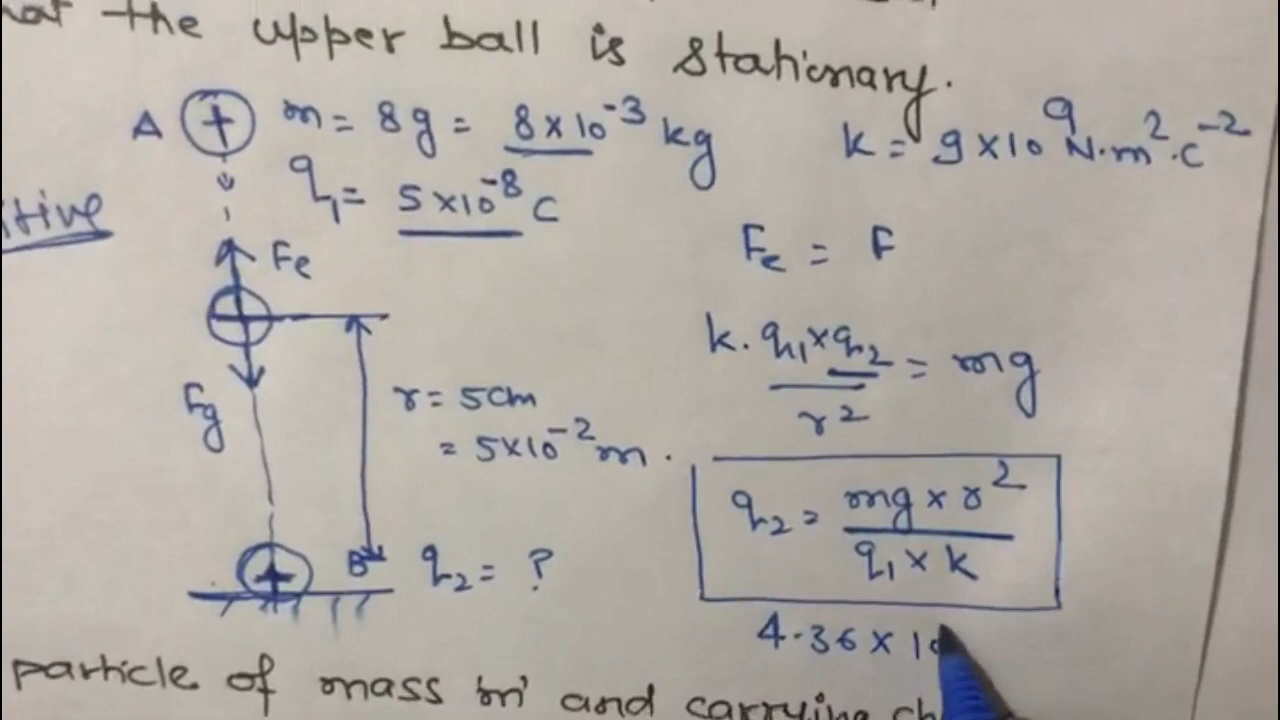 the upper ball is stationary.
A + m = 8g = 8×10⁻³ kg
q₁ = 5×10⁻⁸ C
k = 9×10⁹ N·m²·C⁻²
Fe
Fg
r = 5cm
= 5×10⁻² m.
+ B q₂ = ?
Fe = F
k. q₁×q₂ / r² = mg
q₂ = mg × r² / q₁ × k
4.36 × 10
particle of mass 'm' and carrying